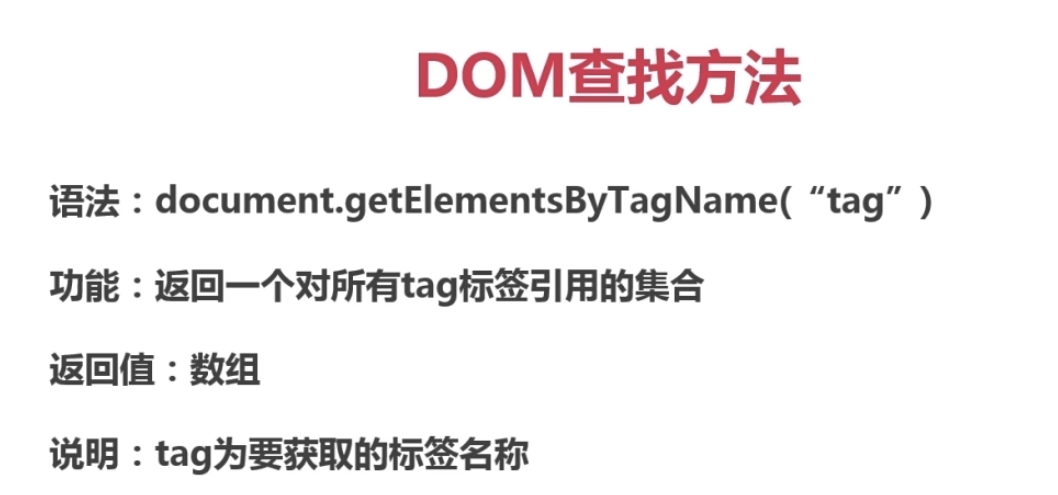 DOM查找方法
语法：document.getElementsByTagName(“tag”)
功能：返回一个对所有tag标签引用的集合
返回值：数组
说明：tag为要获取的标签名称